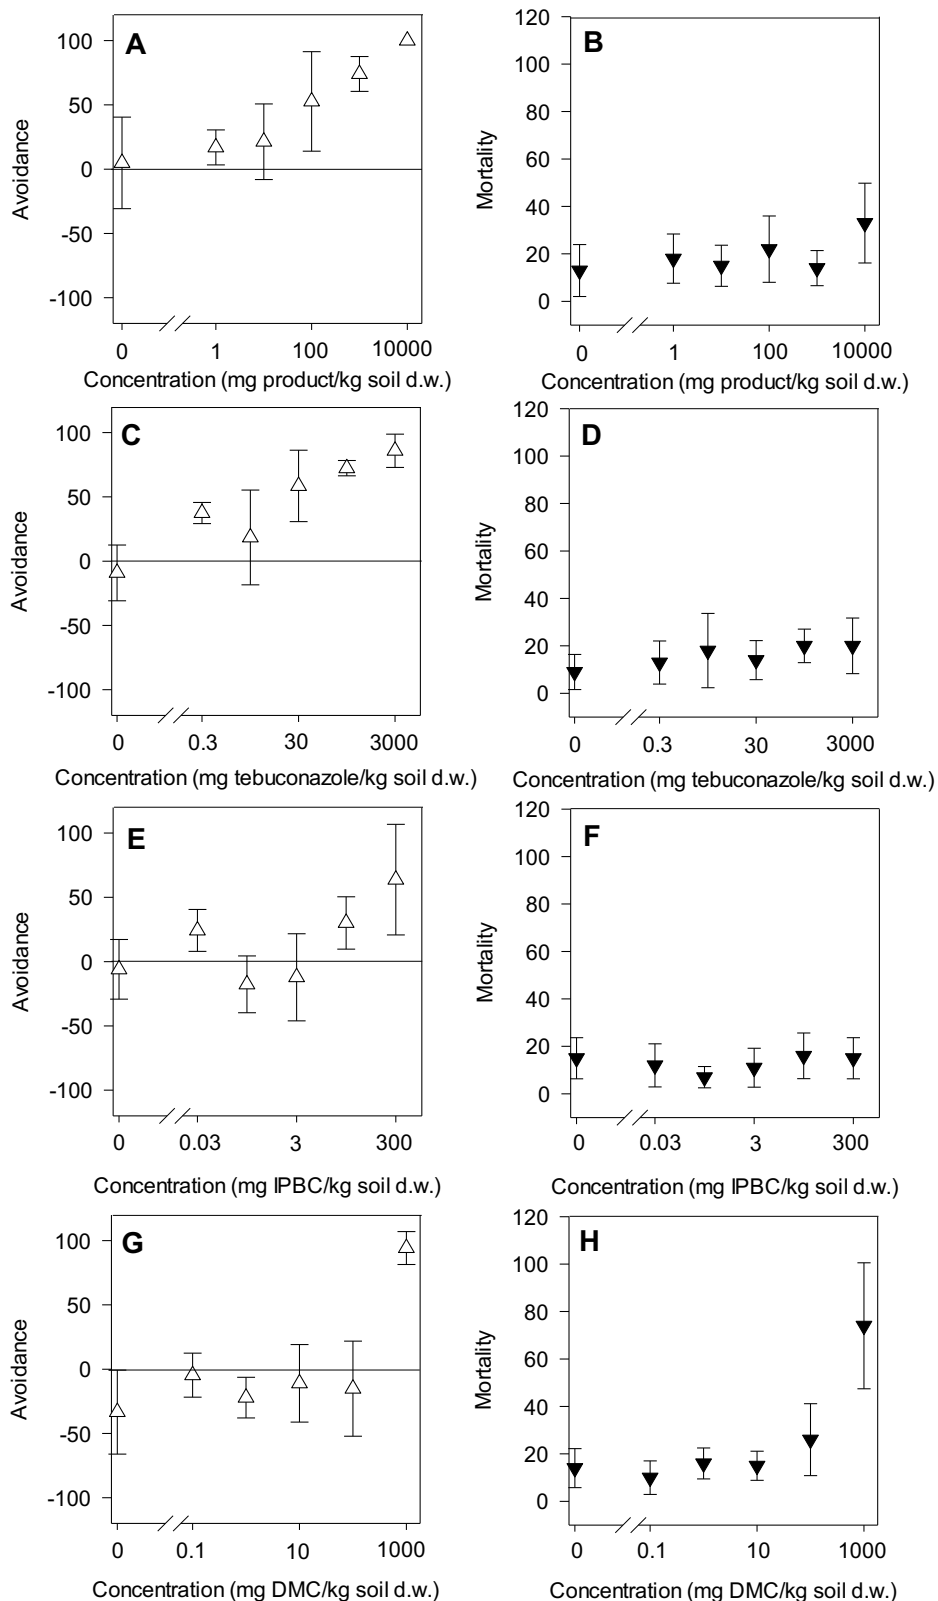 A
100
50
0
-50
-100
Avoidance
0 1 100 10000
Concentration (mg product/kg soil d.w.)
B
120
100
80
60
40
20
0
Mortality
0 1 100 10000
Concentration (mg product/kg soil d.w.)
C
100
50
0
-50
-100
Avoidance
0 0.3 30 3000
Concentration (mg tebuconazole/kg soil d.w.)
D
120
100
80
60
40
20
0
Mortality
0 0.3 30 3000
Concentration (mg tebuconazole/kg soil d.w.)
E
100
50
0
-50
-100
Avoidance
0 0.03 3 300
Concentration (mg IPBC/kg soil d.w.)
F
120
100
80
60
40
20
0
Mortality
0 0.03 3 300
Concentration (mg IPBC/kg soil d.w.)
G
100
50
0
-50
-100
Avoidance
0 0.1 10 1000
Concentration (mg DMC/kg soil d.w.)
H
120
100
80
60
40
20
0
Mortality
0 0.1 10 1000
Concentration (mg DMC/kg soil d.w.)